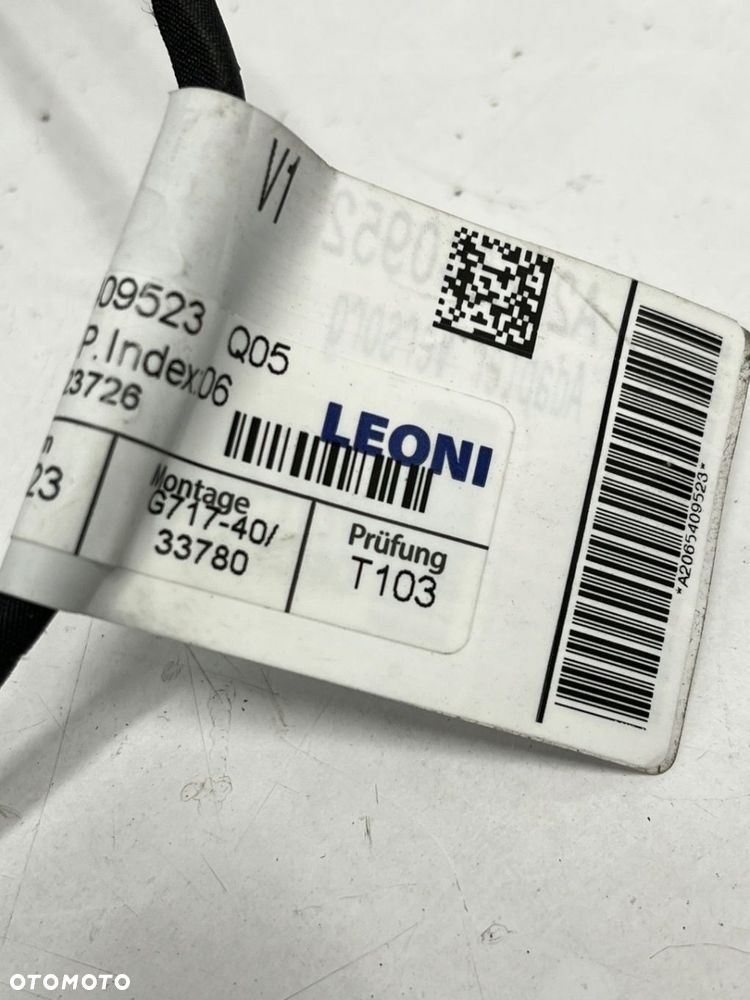 V1
09523 Q05
P.Index:06
23726
LEONI
23
Montage
G717-40/
33780
Prüfung
T103
*A2065409523*
OTOMOTO